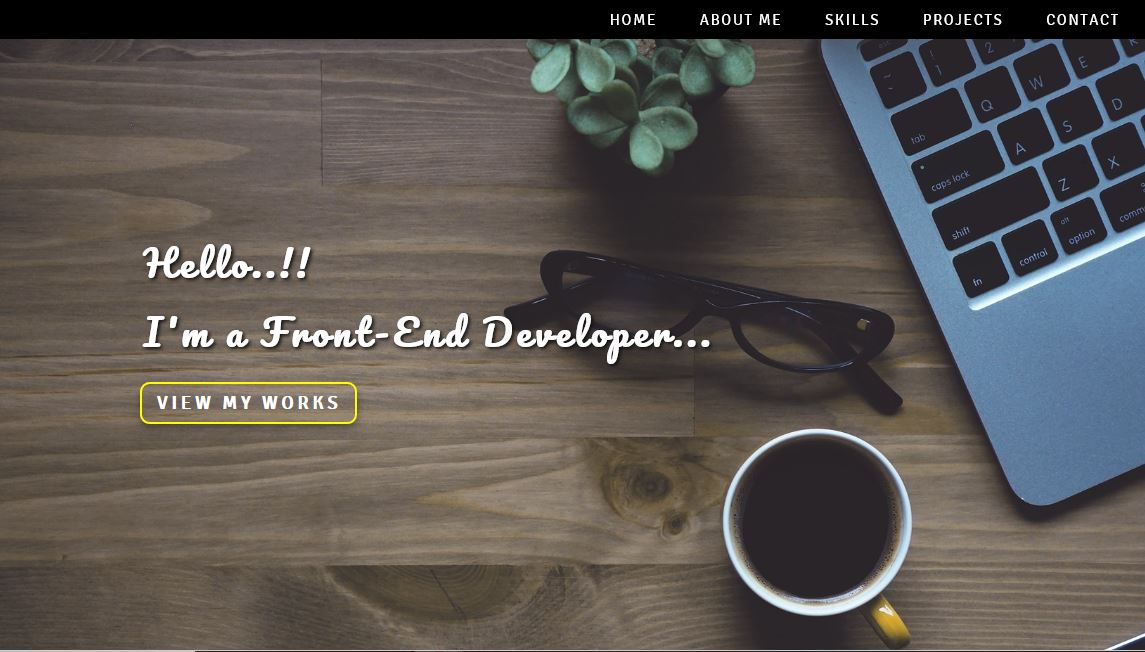 HOME ABOUT ME SKILLS PROJECTS CONTACT
Hello..!!
I'm a Front-End Developer...
VIEW MY WORKS
esc
~ ! 2
` 1
tab Q W E R
caps lock A S D
shift Z X
fn control alt option